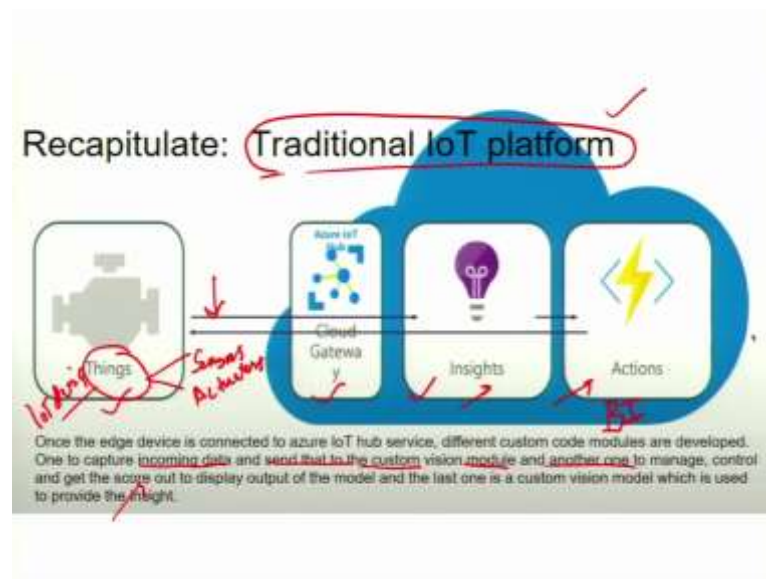 Recapitulate: Traditional IoT platform
Azure IoT
Hub
Things
Cloud
Gatewa
y
Insights
Actions
IoT devices
Sensors
Actuators
BI
Once the edge device is connected to azure IoT hub service, different custom code modules are developed.
One to capture incoming data and send that to the custom vision module and another one to manage, control
and get the score out to display output of the model and the last one is a custom vision model which is used
to provide the insight.